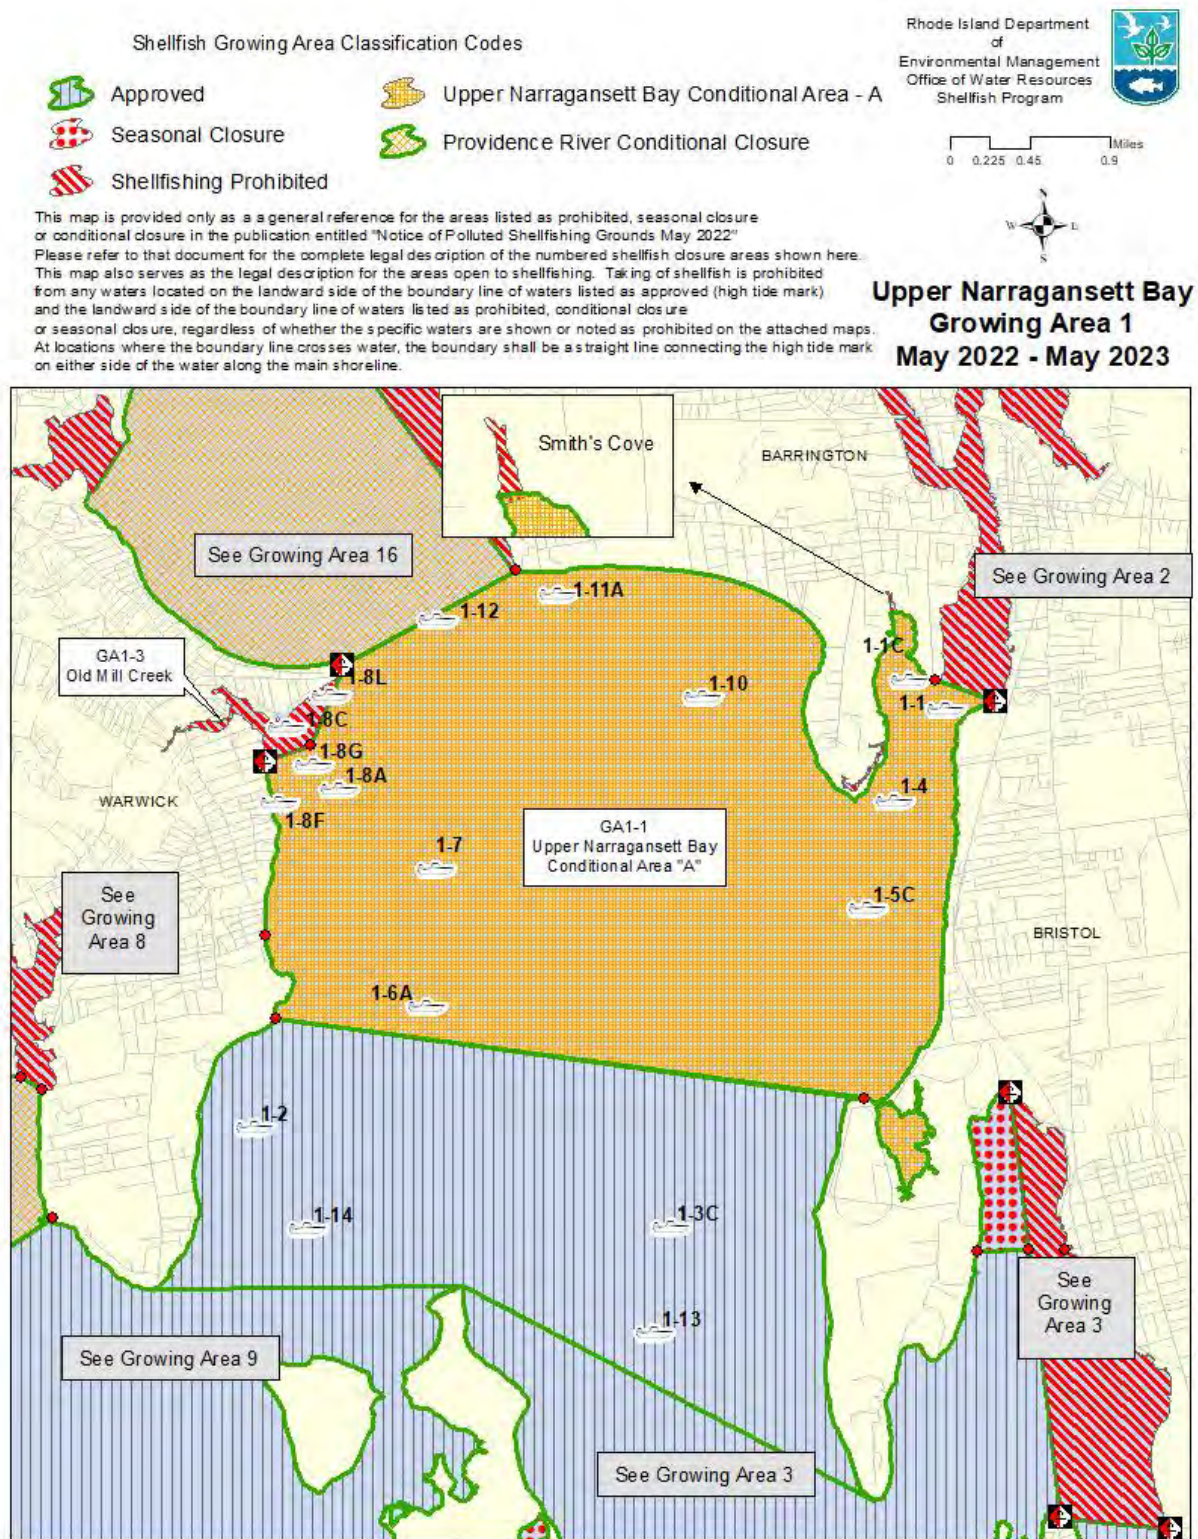 Shellfish Growing Area Classification Codes
Approved
Seasonal Closure
Shellfishing Prohibited
Upper Narragansett Bay Conditional Area - A
Providence River Conditional Closure
Rhode Island Department
of
Environmental Management
Office of Water Resources
Shellfish Program
Miles
0 0.225 0.45 0.9
N
W E
S
This map is provided only as a a general reference for the areas listed as prohibited, seasonal closure
or conditional closure in the publication entitled "Notice of Polluted Shellfishing Grounds May 2022"
Please refer to that document for the complete legal description of the numbered shellfish closure areas shown here.
This map also serves as the legal description for the areas open to shellfishing. Taking of shellfish is prohibited
from any waters located on the landward side of the boundary line of waters listed as approved (high tide mark)
and the landward side of the boundary line of waters listed as prohibited, conditional closure
or seasonal closure, regardless of whether the specific waters are shown or noted as prohibited on the attached maps.
At locations where the boundary line crosses water, the boundary shall be a straight line connecting the high tide mark
on either side of the water along the main shoreline.
Upper Narragansett Bay
Growing Area 1
May 2022 - May 2023
Smith's Cove
BARRINGTON
See Growing Area 16
See Growing Area 2
1-11A
1-12
1-1C
GA1-3
Old Mill Creek
1-8L
1-10
1-1
1-8C
1-8G
1-8A
1-4
WARWICK
1-8F
GA1-1
Upper Narragansett Bay
Conditional Area "A"
1-7
1-5C
See
Growing
Area 8
BRISTOL
1-6A
1-2
1-14
1-3C
See
Growing
Area 3
1-13
See Growing Area 9
See Growing Area 3